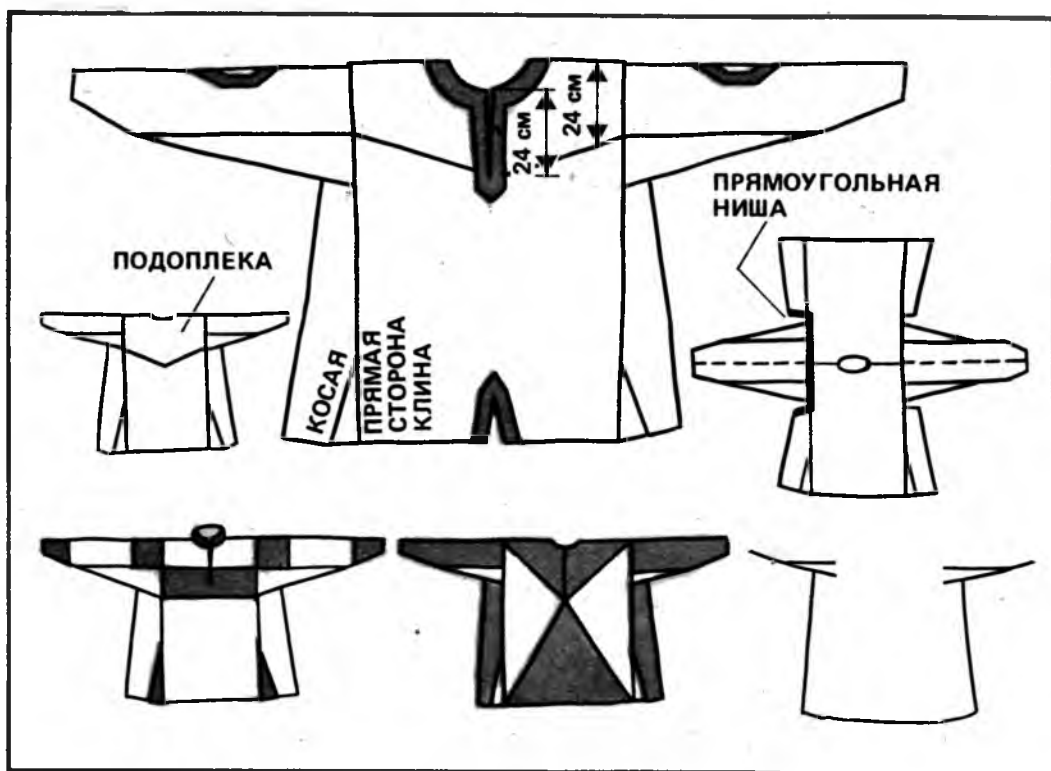 24 см
24 см
ПРЯМОУГОЛЬНАЯ
НИША
ПОДОПЛЕКА
КОСАЯ
ПРЯМАЯ
СТОРОНА
КЛИНА